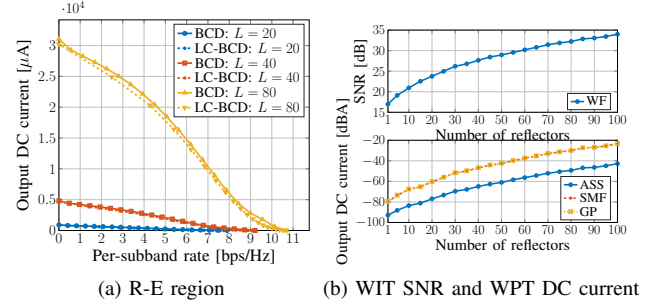 ·10⁴
3
2.5
2
1.5
1
0.5
0
0 1 2 3 4 5 6 7 8 9 10 11
Output DC current [μA]
Per-subband rate [bps/Hz]
BCD: L = 20
LC-BCD: L = 20
BCD: L = 40
LC-BCD: L = 40
BCD: L = 80
LC-BCD: L = 80
(a) R-E region
35
30
25
20
15
1 10 20 30 40 50 60 70 80 90 100
SNR [dB]
Number of reflectors
WF
−20
−40
−60
−80
−100
1 10 20 30 40 50 60 70 80 90 100
Output DC current [dBA]
Number of reflectors
ASS
SMF
GP
(b) WIT SNR and WPT DC current